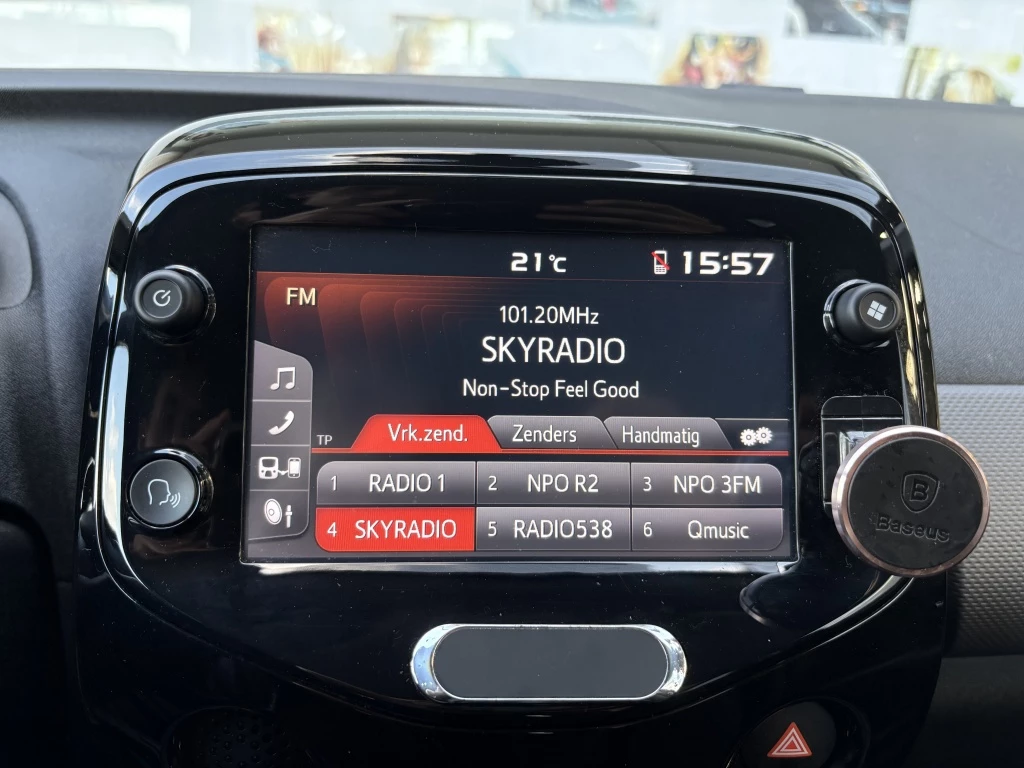 21°C 15:57
FM
101.20MHz
SKYRADIO
Non-Stop Feel Good
TP Vrk.zend. Zenders Handmatig
1 RADIO 1 2 NPO R2 3 NPO 3FM
4 SKYRADIO 5 RADIO538 6 Qmusic
B
Baseus